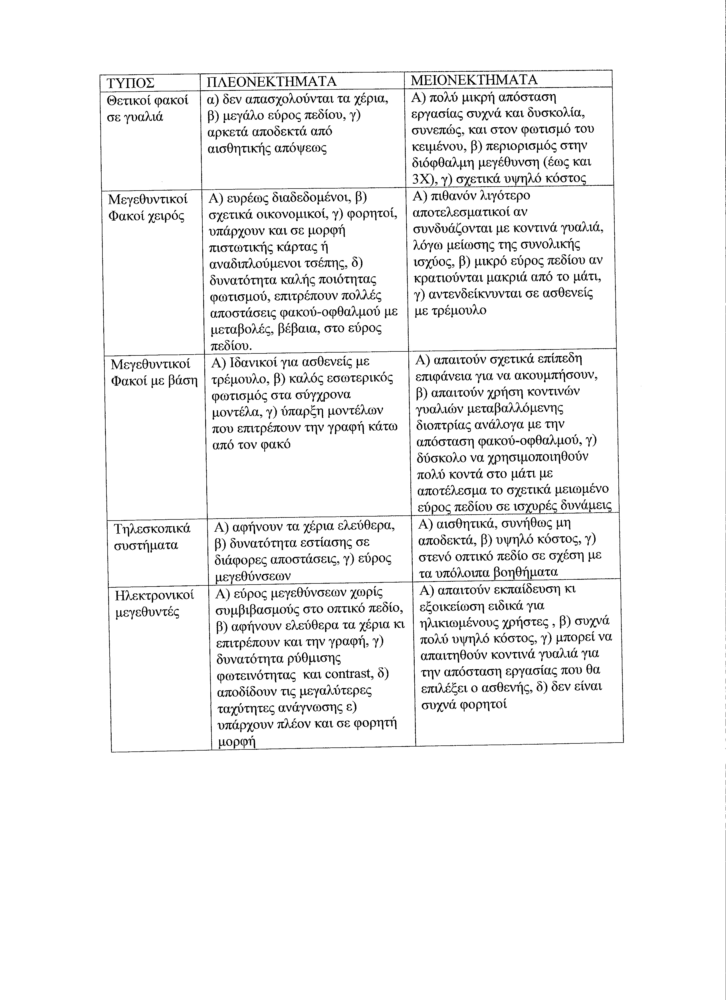 ΤΥΠΟΣ
ΠΛΕΟΝΕΚΤΗΜΑΤΑ
ΜΕΙΟΝΕΚΤΗΜΑΤΑ
Θετικοί φακοί
σε γυαλιά
α) δεν απασχολούνται τα χέρια,
β) μεγάλο εύρος πεδίου, γ)
αρκετά αποδεκτά από
αισθητικής απόψεως
Α) πολύ μικρή απόσταση
εργασίας συχνά και δυσκολία,
συνεπώς, και στον φωτισμό του
κειμένου, β) περιορισμός στην
διόφθαλμη μεγέθυνση (έως και
3Χ), γ) σχετικά υψηλό κόστος
Μεγεθυντικοί
Φακοί χειρός
Α) ευρέως διαδεδομένοι, β)
σχετικά οικονομικοί, γ) φορητοί,
υπάρχουν και σε μορφή
πιστωτικής κάρτας ή
αναδιπλούμενοι τσέπης, δ)
δυνατότητα καλής ποιότητας
φωτισμού, επιτρέπουν πολλές
αποστάσεις φακού-οφθαλμού με
μεταβολές, βέβαια, στο εύρος
πεδίου.
Α) πιθανόν λιγότερο
αποτελεσματικοί αν
συνδυάζονται με κοντινά γυαλιά,
λόγω μείωσης της συνολικής
ισχύος, β) μικρό εύρος πεδίου αν
κρατιούνται μακριά από το μάτι,
γ) αντενδείκνυνται σε ασθενείς
με τρέμουλο
Μεγεθυντικοί
Φακοί με βάση
Α) Ιδανικοί για ασθενείς με
τρέμουλο, β) καλός εσωτερικός
φωτισμός στα σύγχρονα
μοντέλα, γ) ύπαρξη μοντέλων
που επιτρέπουν την γραφή κάτω
από τον φακό
Α) απαιτούν σχετικά επίπεδη
επιφάνεια για να ακουμπήσουν,
β) απαιτούν χρήση κοντινών
γυαλιών μεταβαλλόμενης
διοπτρίας ανάλογα με την
απόσταση φακού-οφθαλμού, γ)
δύσκολο να χρησιμοποιηθούν
πολύ κοντά στο μάτι με
αποτέλεσμα το σχετικά μειωμένο
εύρος πεδίου σε ισχυρές δυνάμεις
Τηλεσκοπικά
συστήματα
Α) αφήνουν τα χέρια ελεύθερα,
β) δυνατότητα εστίασης σε
διάφορες αποστάσεις, γ) εύρος
μεγεθύνσεων
Α) αισθητικά, συνήθως μη
αποδεκτά, β) υψηλό κόστος, γ)
στενό οπτικό πεδίο σε σχέση με
τα υπόλοιπα βοηθήματα
Ηλεκτρονικοί
μεγεθυντές
Α) εύρος μεγεθύνσεων χωρίς
συμβιβασμούς στο οπτικό πεδίο,
β) αφήνουν ελεύθερα τα χέρια κι
επιτρέπουν και την γραφή, γ)
δυνατότητα ρύθμισης
φωτεινότητας και contrast, δ)
αποδίδουν τις μεγαλύτερες
ταχύτητες ανάγνωσης ε)
υπάρχουν πλέον και σε φορητή
μορφή
Α) απαιτούν εκπαίδευση κι
εξοικείωση ειδικά για
ηλικιωμένους χρήστες , β) συχνά
πολύ υψηλό κόστος, γ) μπορεί να
απαιτηθούν κοντινά γυαλιά για
την απόσταση εργασίας που θα
επιλέξει ο ασθενής, δ) δεν είναι
συχνά φορητοί